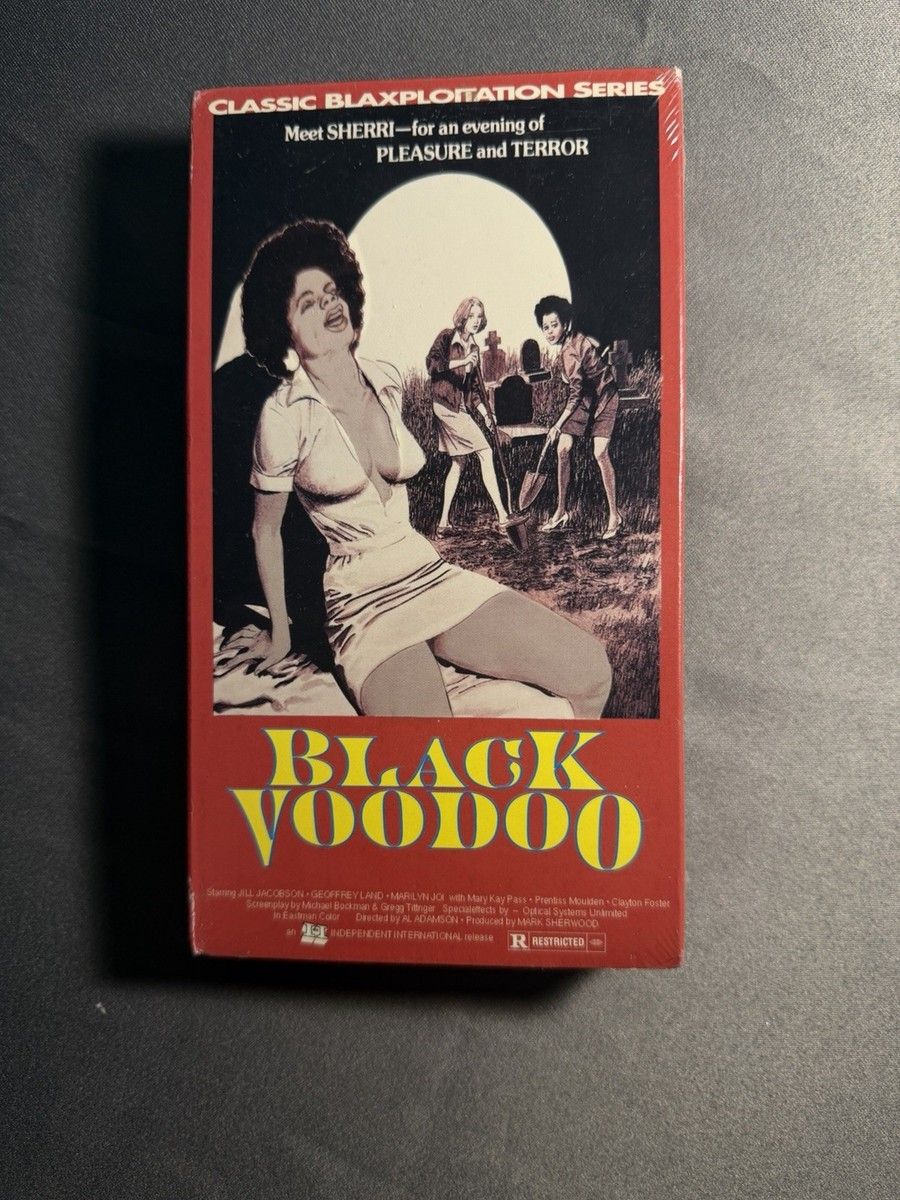 CLASSIC BLAXPLOITATION SERIES
Meet SHERRI—for an evening of
PLEASURE and TERROR
BLACK
VOODOO
Starring JILL JACOBSON • GEOFFREY LAND • MARILYN JOI with Mary Kay Pass • Prentiss Moulden • Clayton Foster
Screenplay by Michael Bockman & Gregg Tittinger Specialeffects by – Optical Systems Unlimited
In Eastman Color Directed by AL ADAMSON • Produced by MARK SHERWOOD
an INDEPENDENT INTERNATIONAL release R RESTRICTED